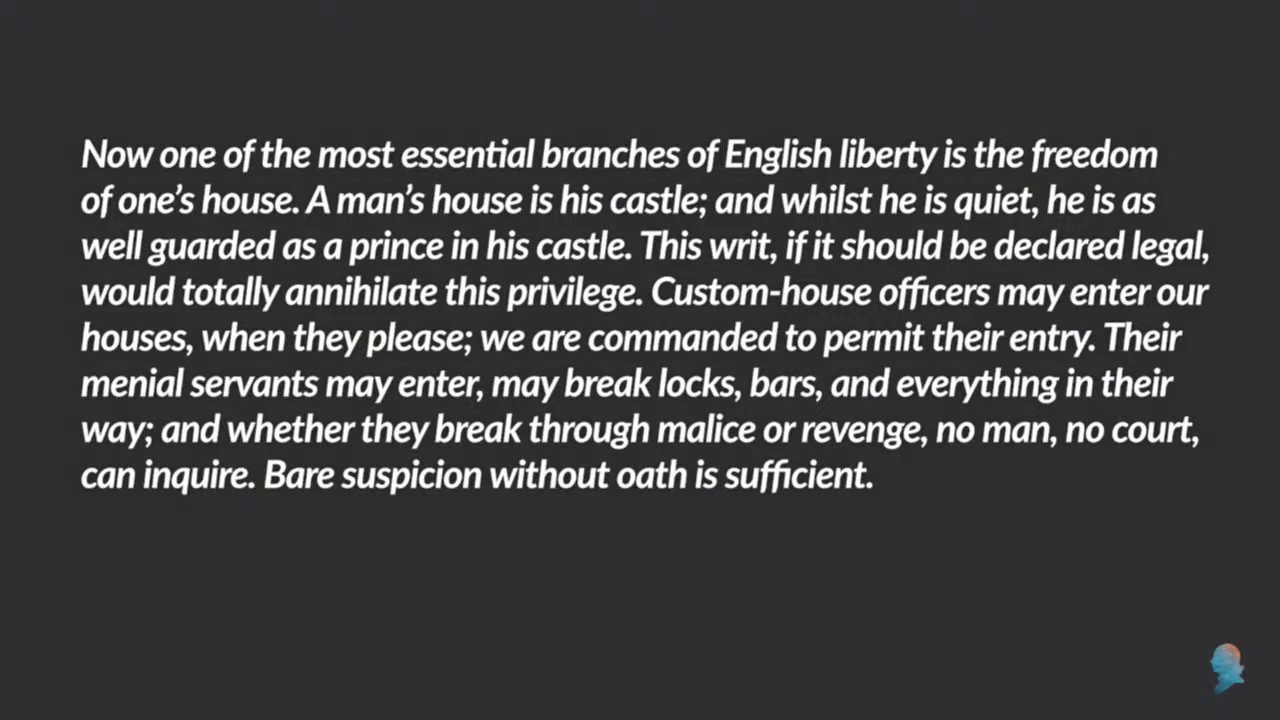 Now one of the most essential branches of English liberty is the freedom
of one’s house. A man’s house is his castle; and whilst he is quiet, he is as
well guarded as a prince in his castle. This writ, if it should be declared legal,
would totally annihilate this privilege. Custom-house officers may enter our
houses, when they please; we are commanded to permit their entry. Their
menial servants may enter, may break locks, bars, and everything in their
way; and whether they break through malice or revenge, no man, no court,
can inquire. Bare suspicion without oath is sufficient.